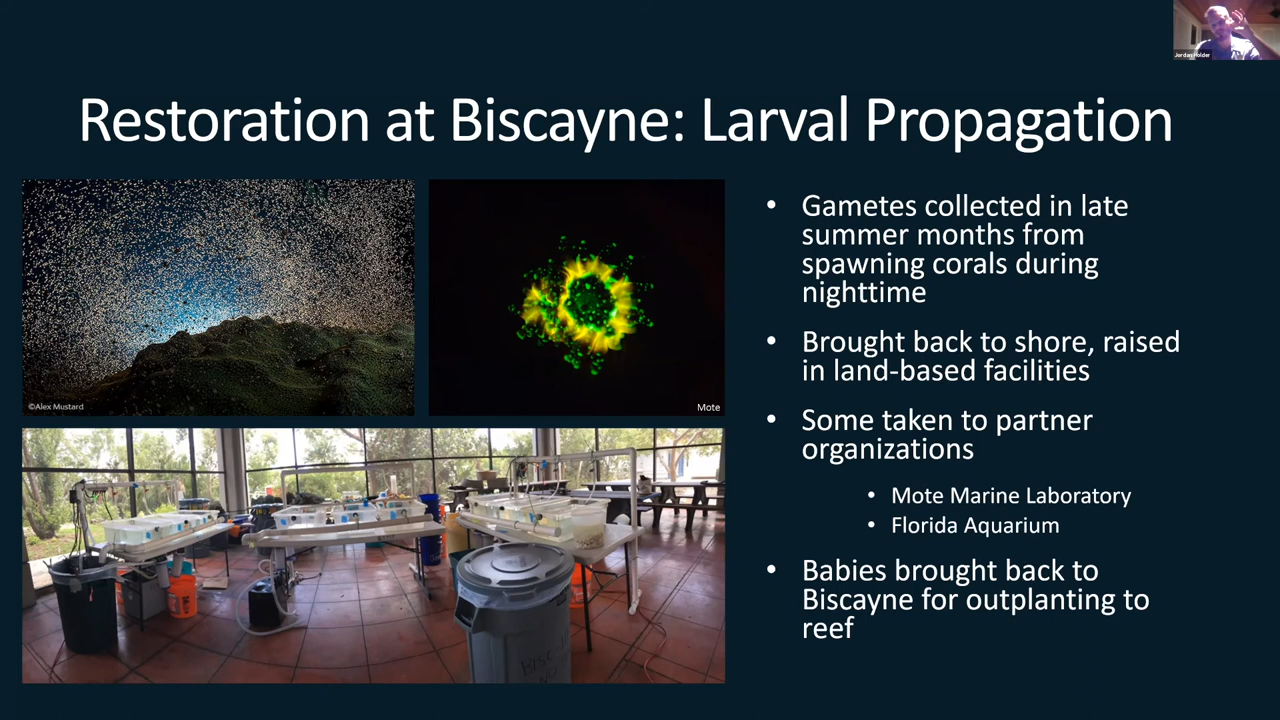 Jordan Holder
Restoration at Biscayne: Larval Propagation
©Alex Mustard
Mote
• Gametes collected in late
summer months from
spawning corals during
nighttime
• Brought back to shore, raised
in land-based facilities
• Some taken to partner
organizations
• Mote Marine Laboratory
• Florida Aquarium
• Babies brought back to
Biscayne for outplanting to
reef